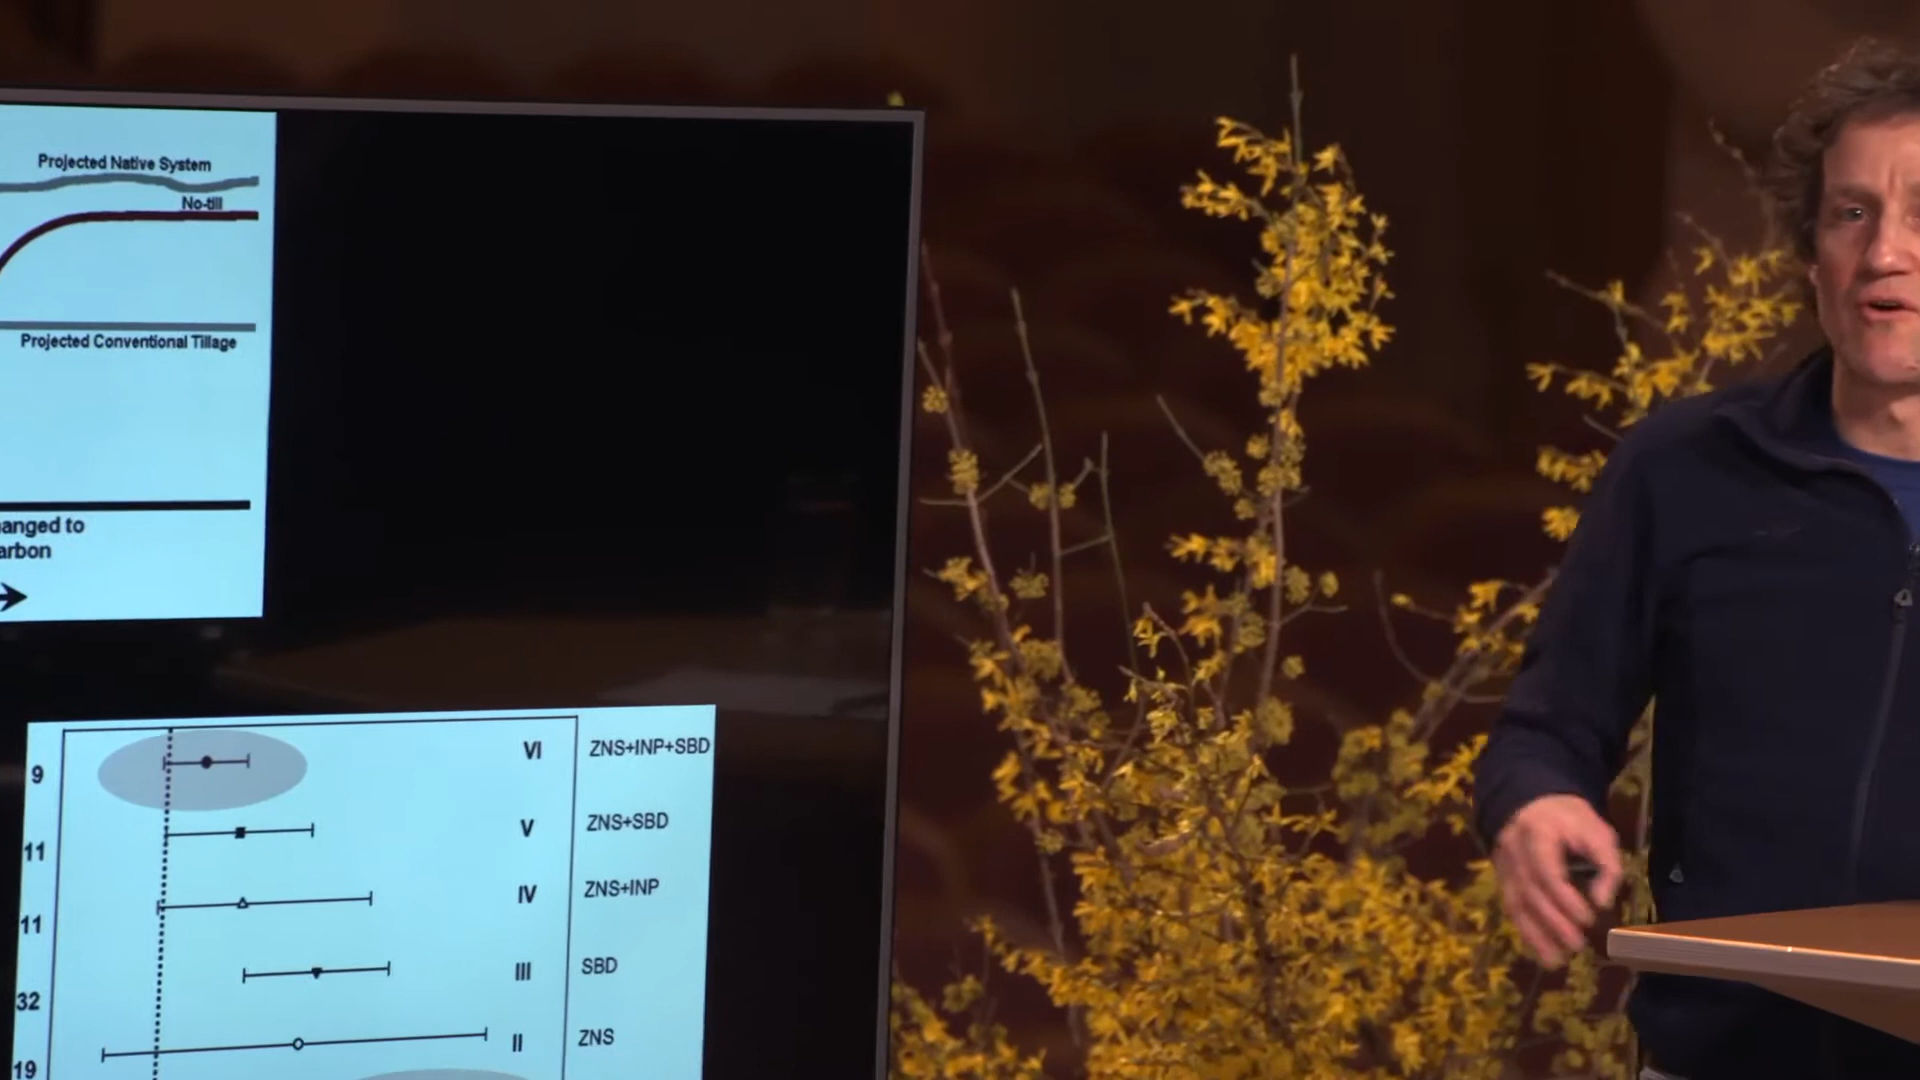 Projected Native System
No-till
Projected Conventional Tillage
anged to
arbon
9 VI ZNS+INP+SBD
11 V ZNS+SBD
11 IV ZNS+INP
32 III SBD
19 II ZNS